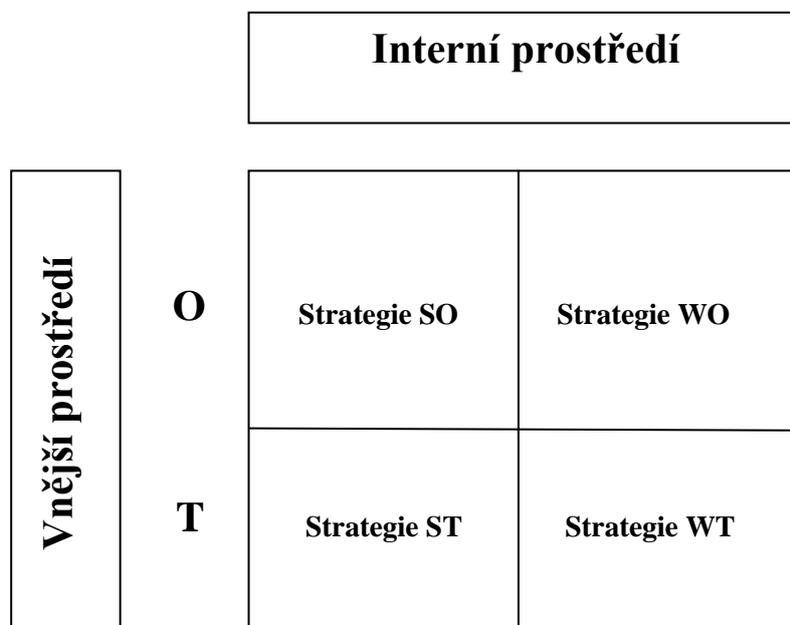 Interní prostředí
Vnější prostředí
O
Strategie SO
Strategie WO
T
Strategie ST
Strategie WT